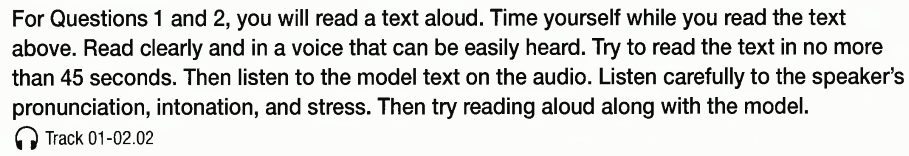 For Questions 1 and 2, you will read a text aloud. Time yourself while you read the text
above. Read clearly and in a voice that can be easily heard. Try to read the text in no more
than 45 seconds. Then listen to the model text on the audio. Listen carefully to the speaker's
pronunciation, intonation, and stress. Then try reading aloud along with the model.
Track 01-02.02